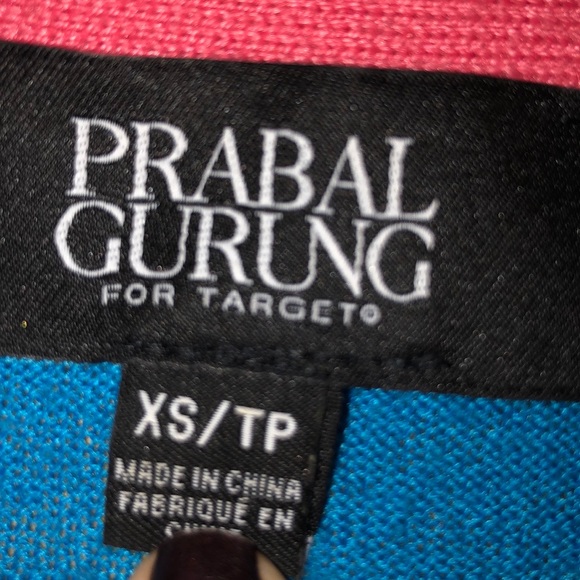 PRABAL
GURUNG
FOR TARGET®
XS/TP
MADE IN CHINA
FABRIQUÉ EN